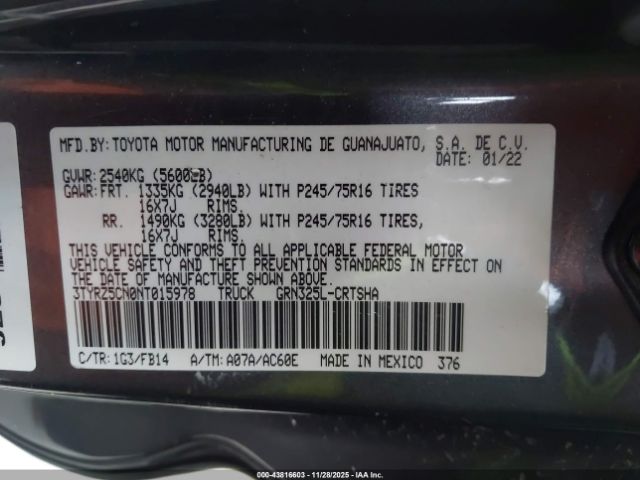 MFD.BY: TOYOTA MOTOR MANUFACTURING DE GUANAJUATO, S.A. DE C.V.
DATE: 01/22
GVWR: 2540KG (5600LB)
GAWR: FRT. 1335KG (2940LB) WITH P245/75R16 TIRES
16X7J RIMS.
RR. 1490KG (3280LB) WITH P245/75R16 TIRES,
16X7J RIMS.
THIS VEHICLE CONFORMS TO ALL APPLICABLE FEDERAL MOTOR
VEHICLE SAFETY AND THEFT PREVENTION STANDARDS IN EFFECT ON
THE DATE OF MANUFACTURE SHOWN ABOVE.
3TYRZ5CN0NT015978 TRUCK GRN325L-CRTSHA
C/TR: 1G3/FB14 A/TM: A07A/AC60E MADE IN MEXICO 376
000-43816603 - 11/28/2025 - IAA Inc.